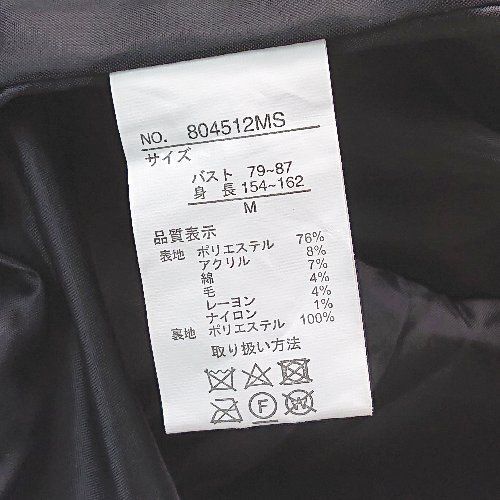 NO. 804512MS
サイズ
バスト 79~87
身 長 154~162
M
品質表示
表地 ポリエステル 76%
アクリル 8%
綿 7%
毛 4%
レーヨン 4%
ナイロン 1%
裏地 ポリエステル 100%
取り扱い方法
F W